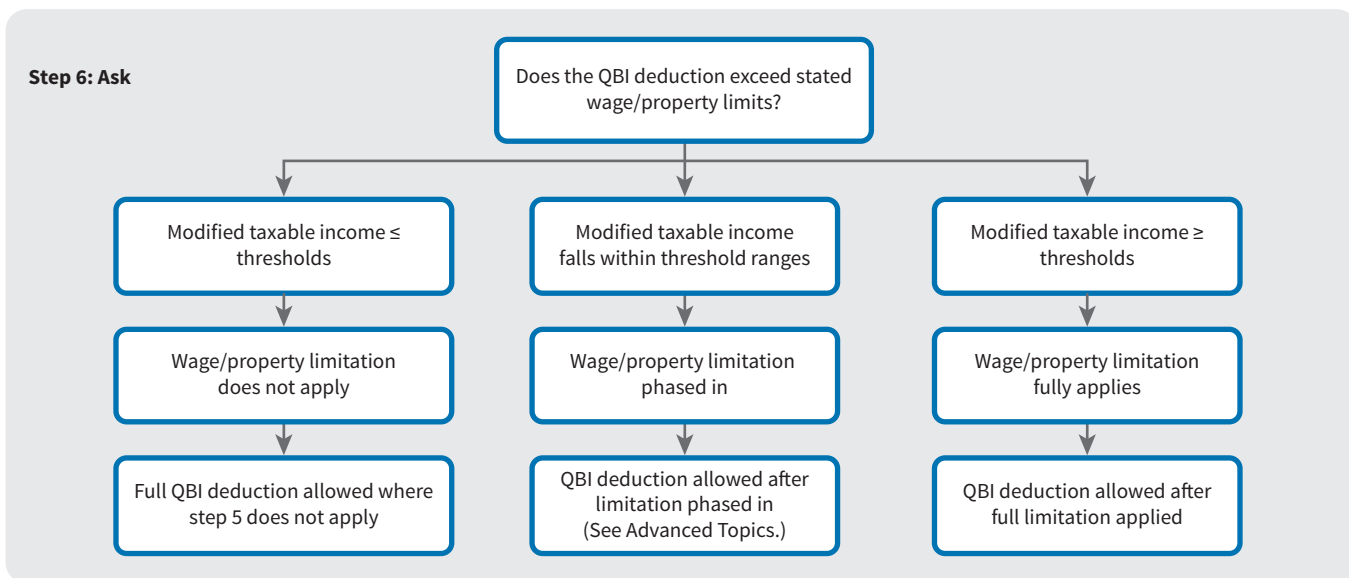 Step 6: Ask
Does the QBI deduction exceed stated
wage/property limits?
Modified taxable income ≤
thresholds
Modified taxable income
falls within threshold ranges
Modified taxable income ≥
thresholds
Wage/property limitation
does not apply
Wage/property limitation
phased in
Wage/property limitation
fully applies
Full QBI deduction allowed where
step 5 does not apply
QBI deduction allowed after
limitation phased in
(See Advanced Topics.)
QBI deduction allowed after
full limitation applied